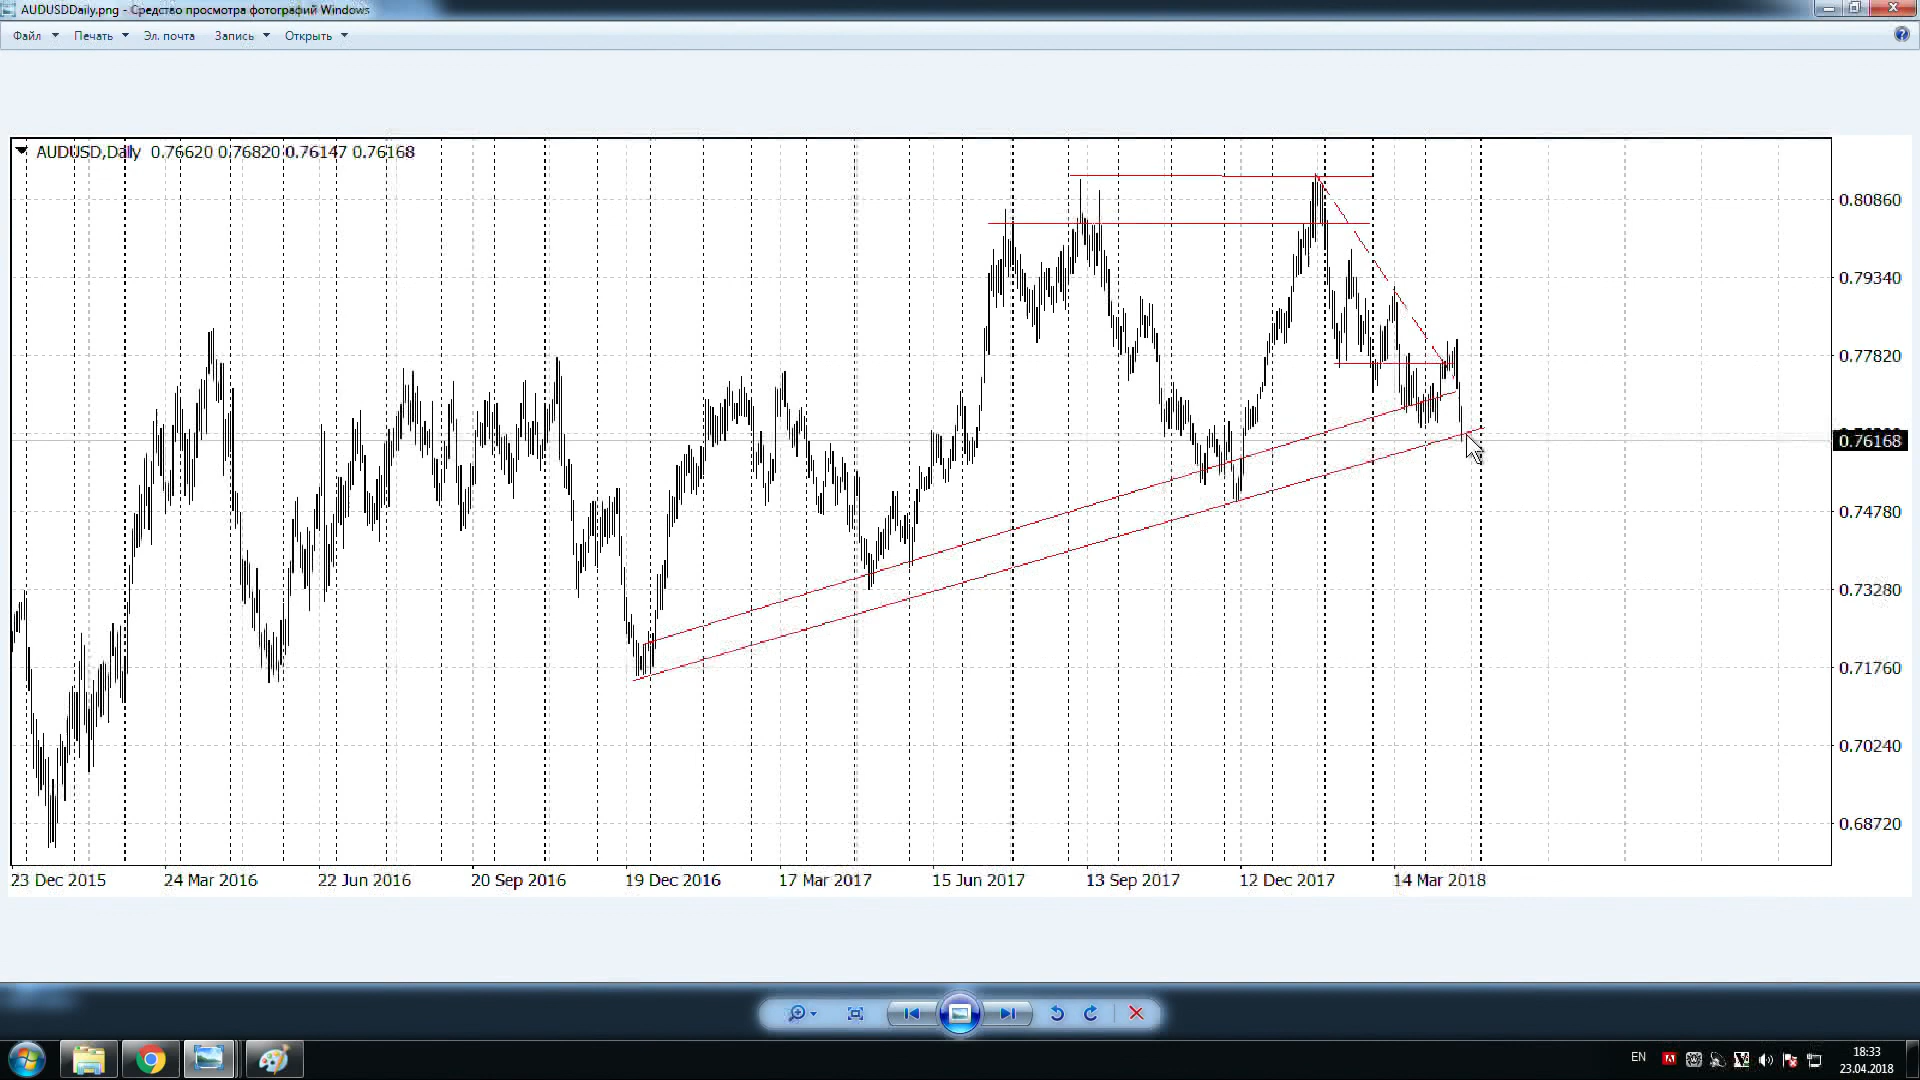 AUDUSDDaily.png - Средство просмотра фотографий Windows
Файл Печать Эл. почта Запись Открыть
AUDUSD,Daily 0.76620 0.76820 0.76147 0.76168
0.80860
0.79340
0.77820
0.76168
0.74780
0.73280
0.71760
0.70240
0.68720
23 Dec 2015 24 Mar 2016 22 Jun 2016 20 Sep 2016 19 Dec 2016 17 Mar 2017 15 Jun 2017 13 Sep 2017 12 Dec 2017 14 Mar 2018
EN 18:33
23.04.2018